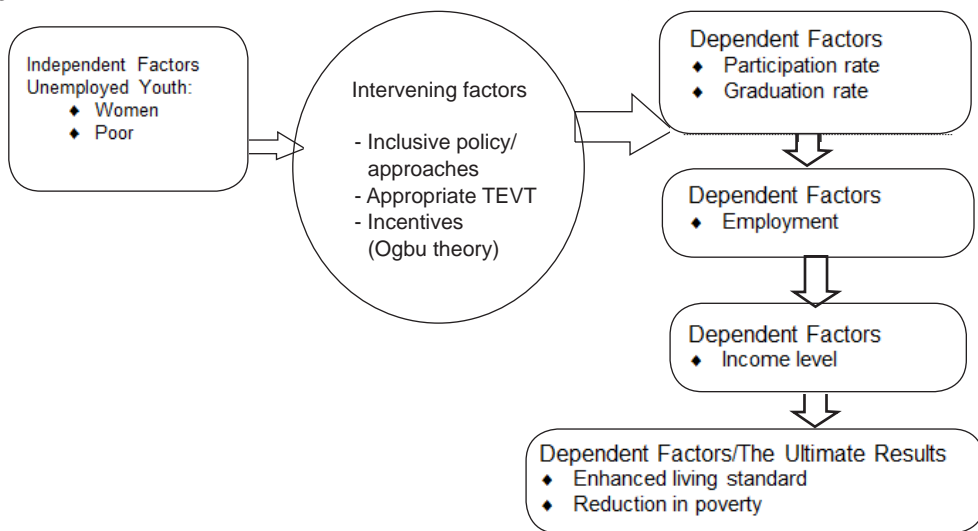 Independent Factors
Unemployed Youth:
♦ Women
♦ Poor
Intervening factors
- Inclusive policy/
approaches
- Appropriate TEVT
- Incentives
(Ogbu theory)
Dependent Factors
♦ Participation rate
♦ Graduation rate
Dependent Factors
♦ Employment
Dependent Factors
♦ Income level
Dependent Factors/The Ultimate Results
♦ Enhanced living standard
♦ Reduction in poverty